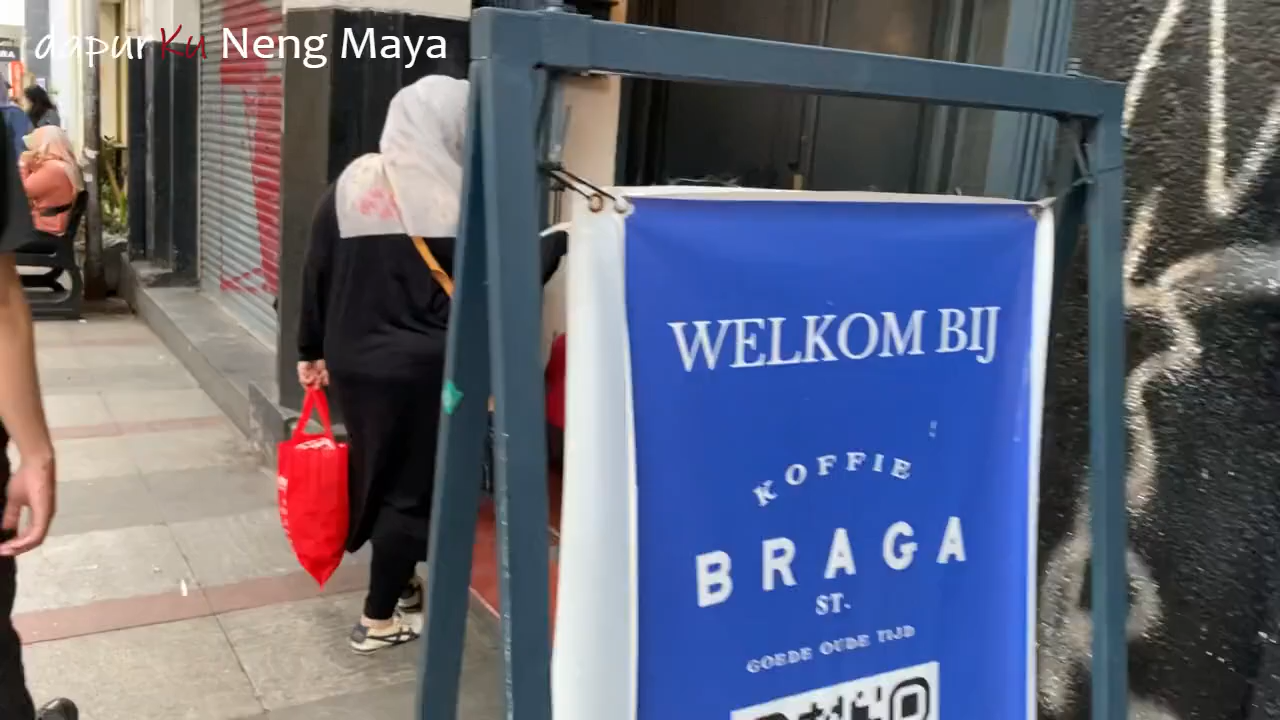 dapurKu Neng Maya
WELKOM BIJ
KOFFIE
BRAGA
ST.
GOEDE OUDE TIJD